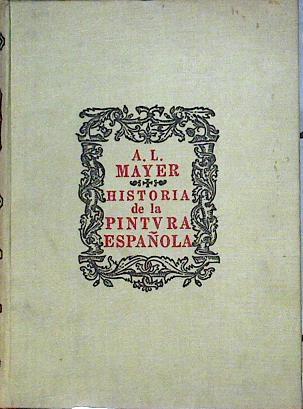 A. L.
MAYER
HISTORIA
de la
PINTVRA
ESPAÑOLA